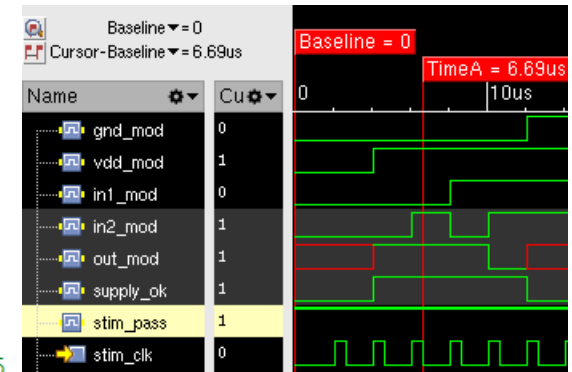 Baseline▼= 0
Cursor-Baseline▼= 6.69us
Baseline = 0
TimeA = 6.69us
Name Cu 0 10us
gnd_mod 0
vdd_mod 1
in1_mod 0
in2_mod 1
out_mod 1
supply_ok 1
stim_pass 1
stim_clk 0